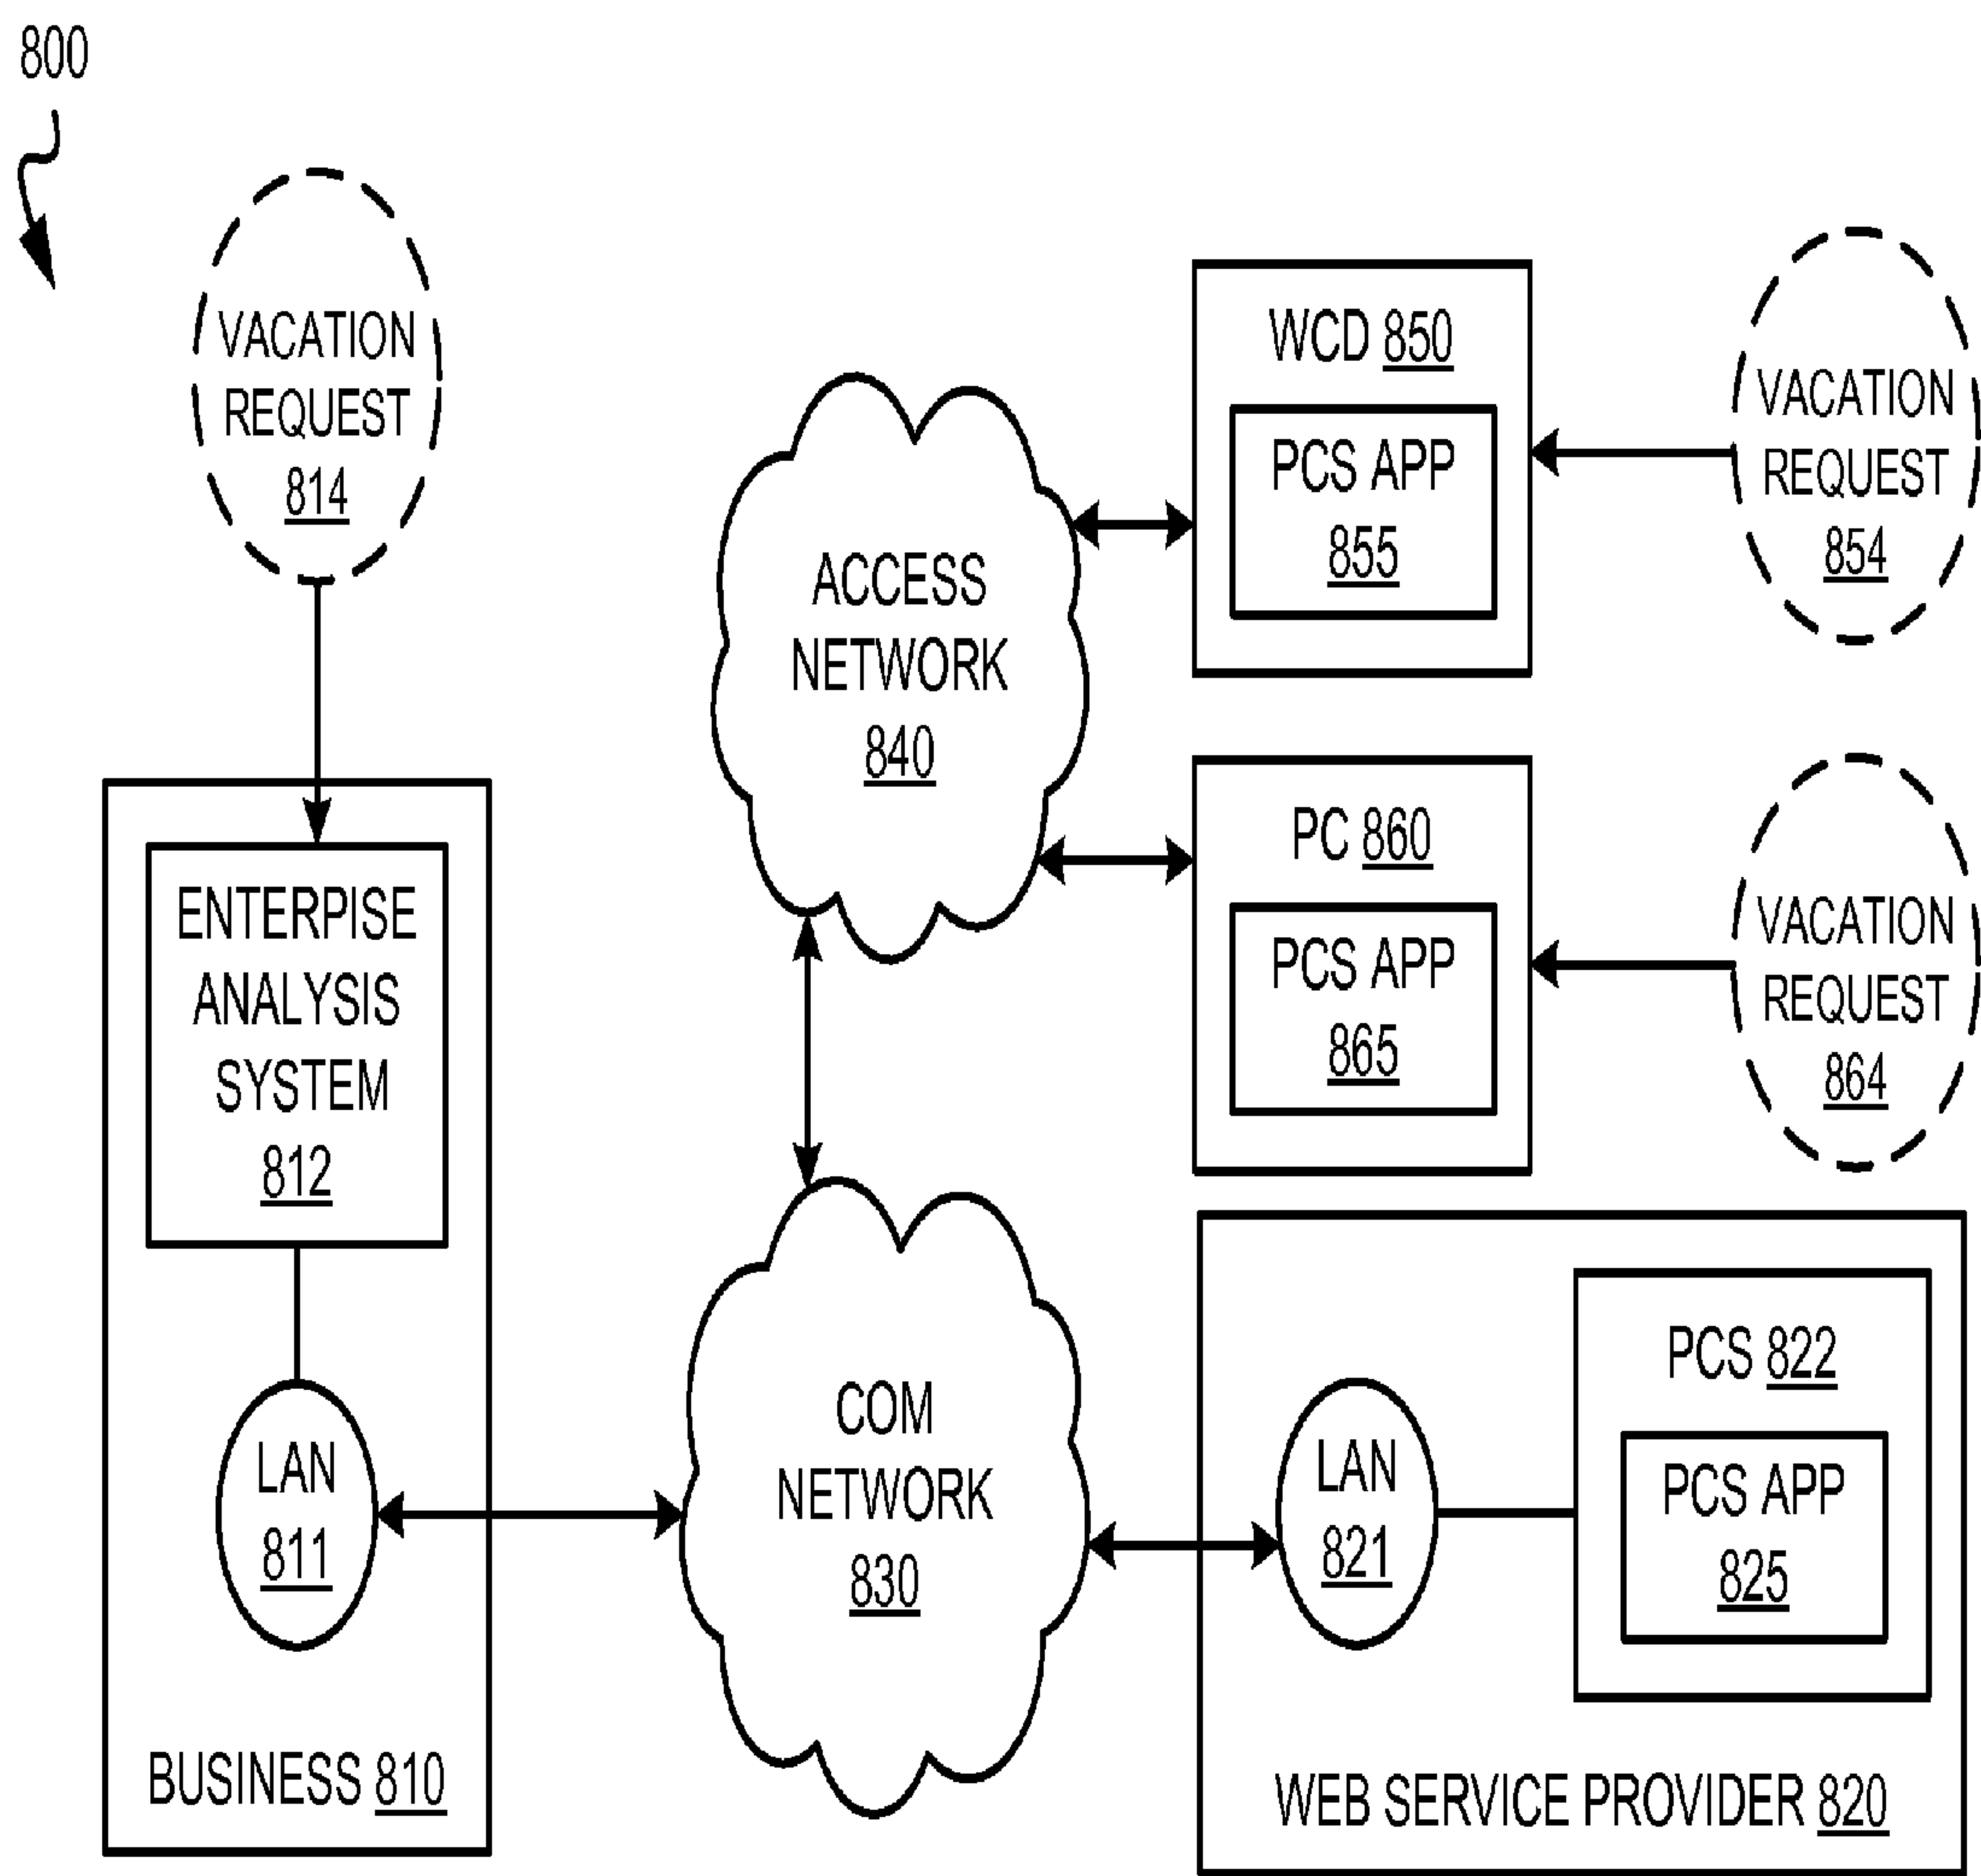 800
VACATION
REQUEST
814
ENTERPISE
ANALYSIS
SYSTEM
812
LAN
811
BUSINESS 810
ACCESS
NETWORK
840
COM
NETWORK
830
WCD 850
PCS APP
855
VACATION
REQUEST
854
PC 860
PCS APP
865
VACATION
REQUEST
864
LAN
821
PCS 822
PCS APP
825
WEB SERVICE PROVIDER 820